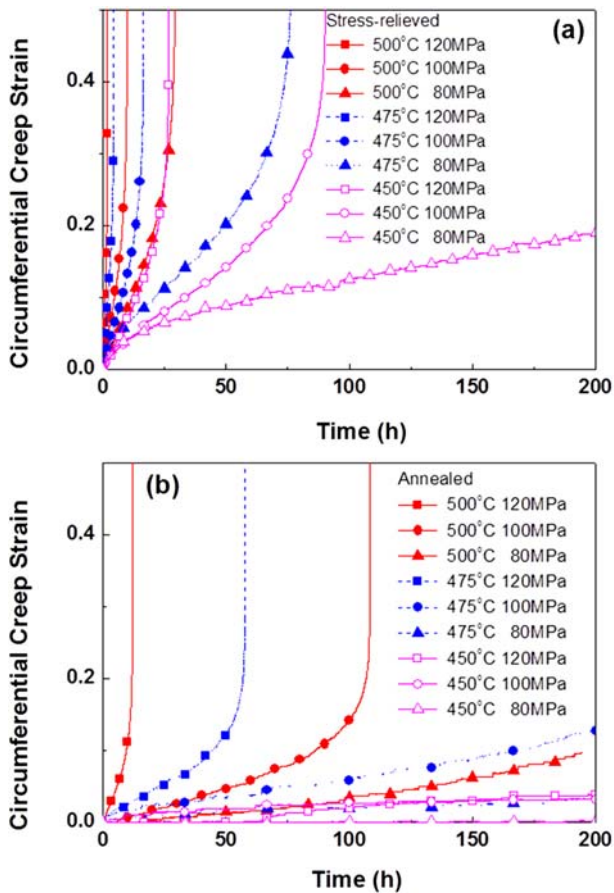 (a)
Stress-relieved
500°C 120MPa
500°C 100MPa
500°C 80MPa
475°C 120MPa
475°C 100MPa
475°C 80MPa
450°C 120MPa
450°C 100MPa
450°C 80MPa
Circumferential Creep Strain
0.4
0.2
0.0
0 50 100 150 200
Time (h)
(b)
Annealed
500°C 120MPa
500°C 100MPa
500°C 80MPa
475°C 120MPa
475°C 100MPa
475°C 80MPa
450°C 120MPa
450°C 100MPa
450°C 80MPa
Circumferential Creep Strain
0.4
0.2
0.0
0 50 100 150 200
Time (h)